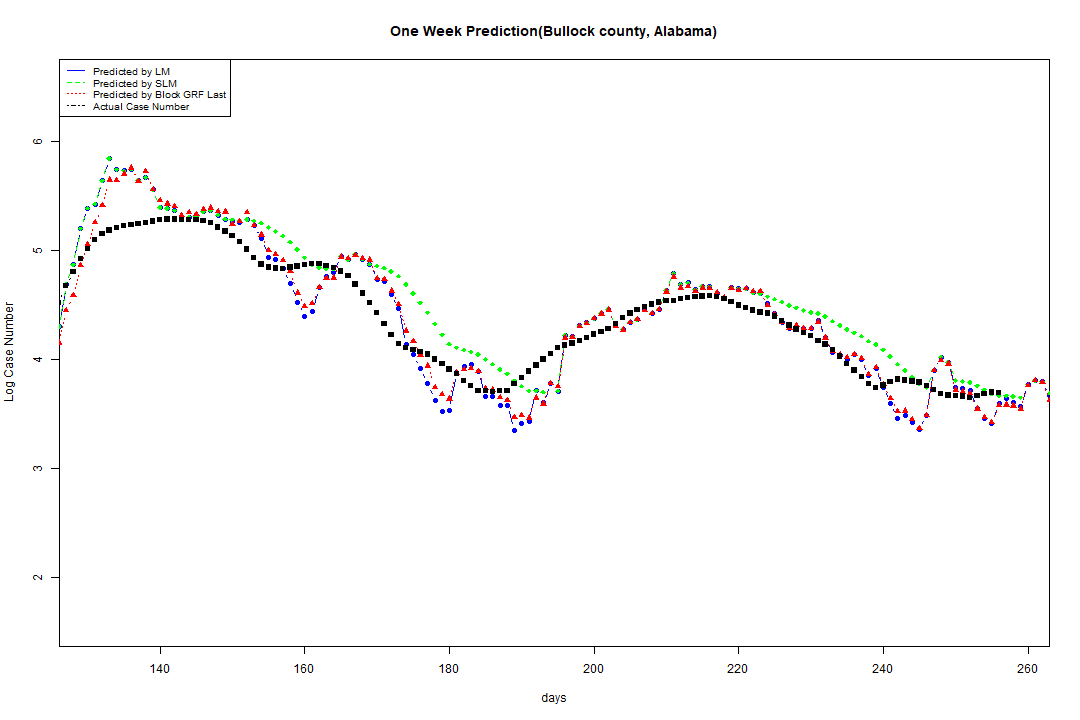 One Week Prediction(Bullock county, Alabama)
Predicted by LM
Predicted by SLM
Predicted by Block GRF Last
Actual Case Number
6
5
4
3
2
Log Case Number
140 160 180 200 220 240 260
days